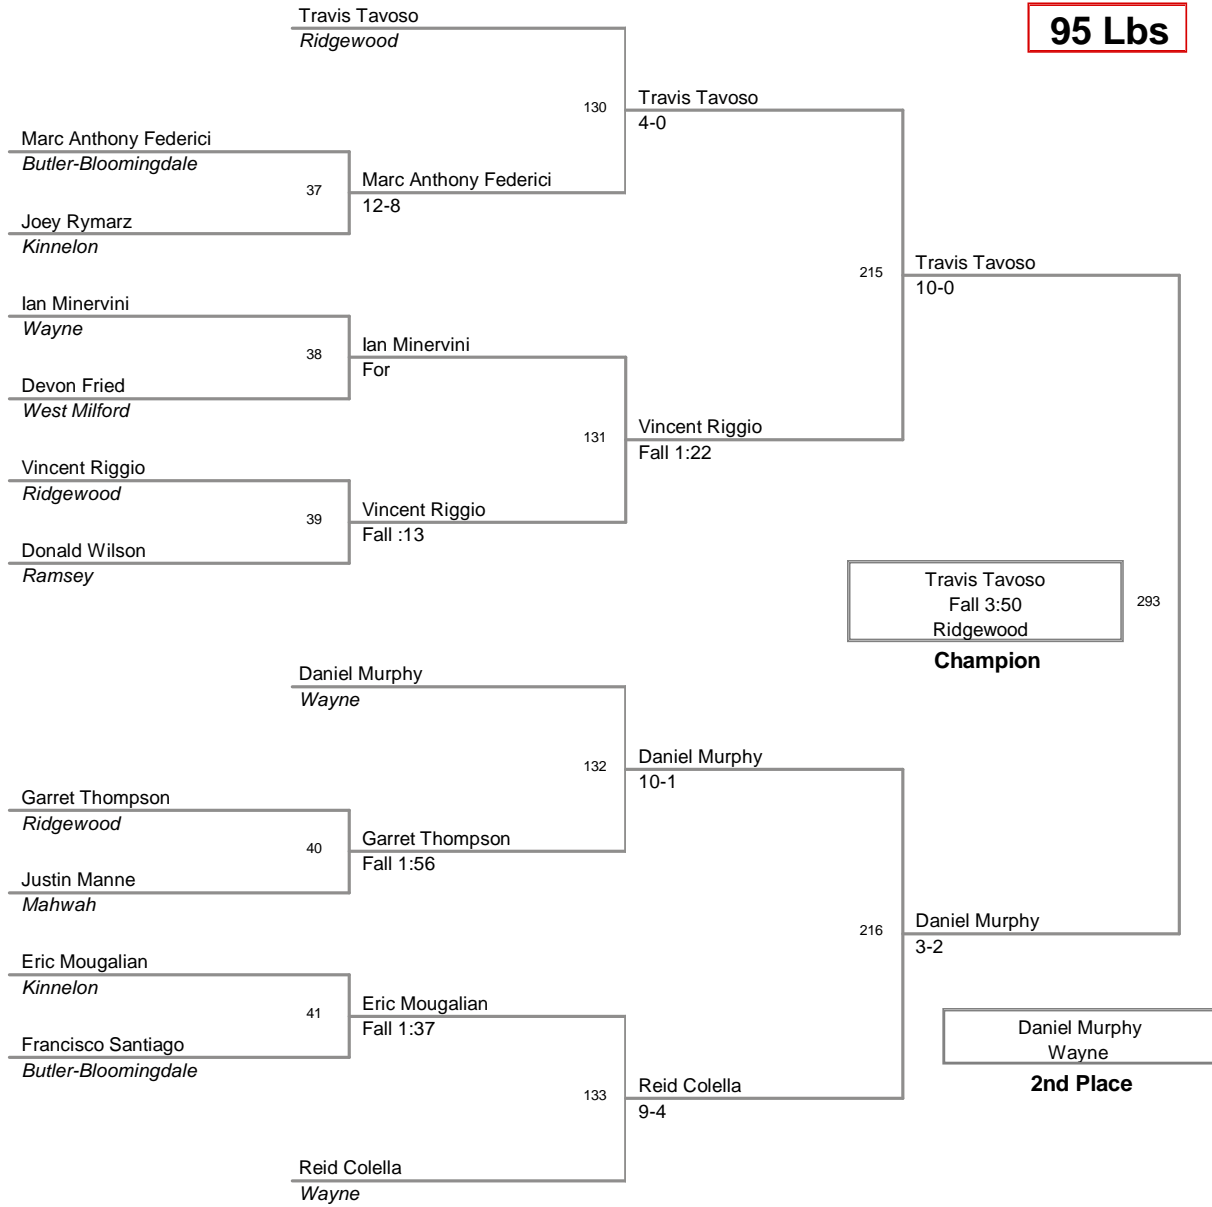 Travis Tavoso
Ridgewood
95 Lbs
130
Travis Tavoso
4-0
Marc Anthony Federici
Butler-Bloomingdale
37
Marc Anthony Federici
12-8
Joey Rymarz
Kinnelon
215
Travis Tavoso
10-0
Ian Minervini
Wayne
38
Ian Minervini
For
Devon Fried
West Milford
131
Vincent Riggio
Fall 1:22
Vincent Riggio
Ridgewood
39
Vincent Riggio
Fall :13
Donald Wilson
Ramsey
Travis Tavoso
Fall 3:50
Ridgewood
293
Champion
Daniel Murphy
Wayne
132
Daniel Murphy
10-1
Garret Thompson
Ridgewood
40
Garret Thompson
Fall 1:56
Justin Manne
Mahwah
216
Daniel Murphy
3-2
Eric Mougalian
Kinnelon
41
Eric Mougalian
Fall 1:37
Francisco Santiago
Butler-Bloomingdale
Daniel Murphy
Wayne
2nd Place
133
Reid Colella
9-4
Reid Colella
Wayne